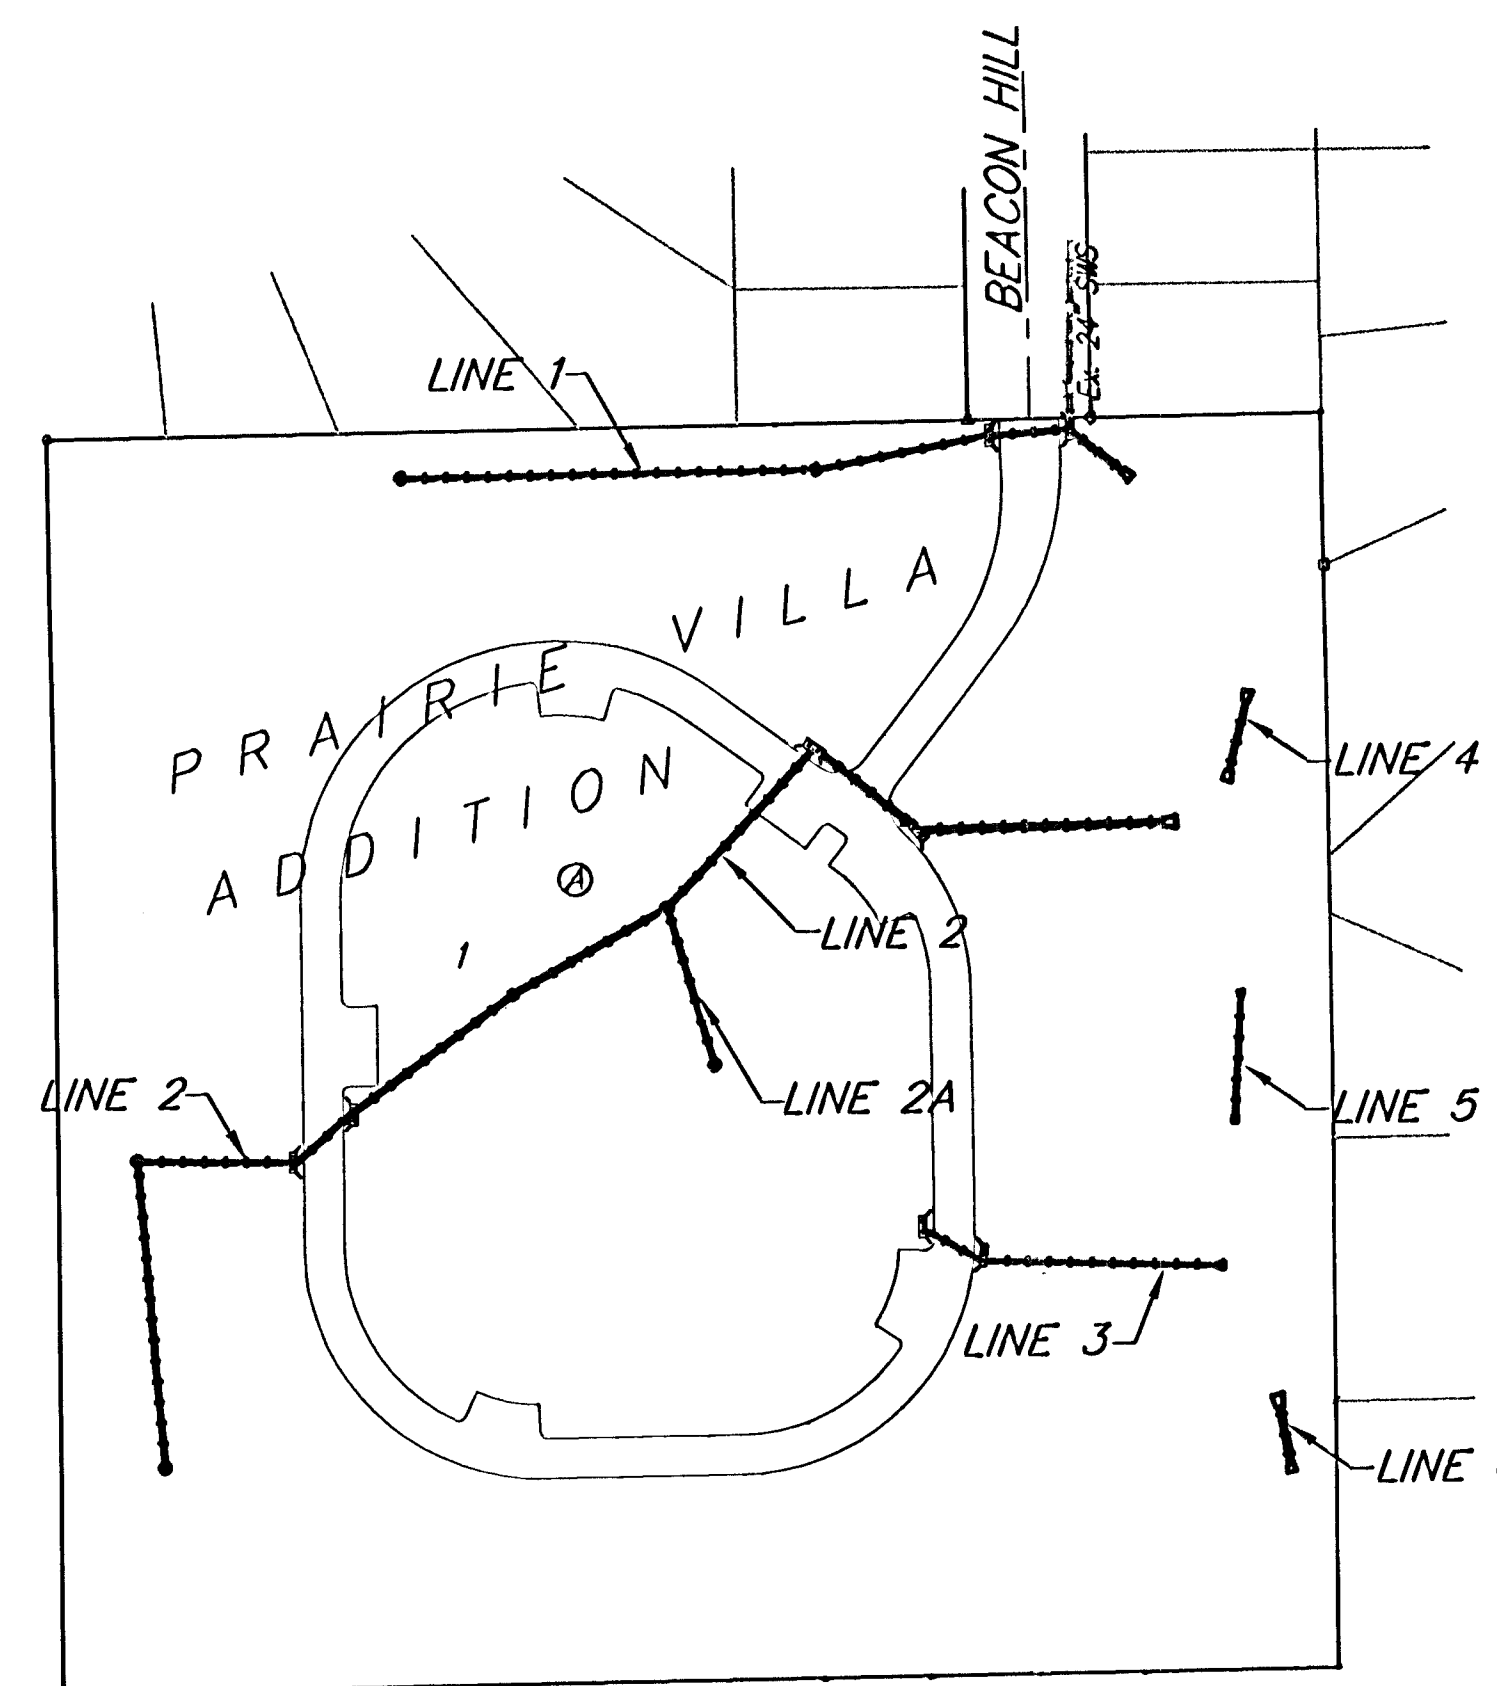 BEACON HILL
EX. 24" SWS
LINE 1
PRAIRIE VILLA
ADDITION
A
1
LINE 4
LINE 2
LINE 2A
LINE 2
LINE 5
LINE 3
LINE